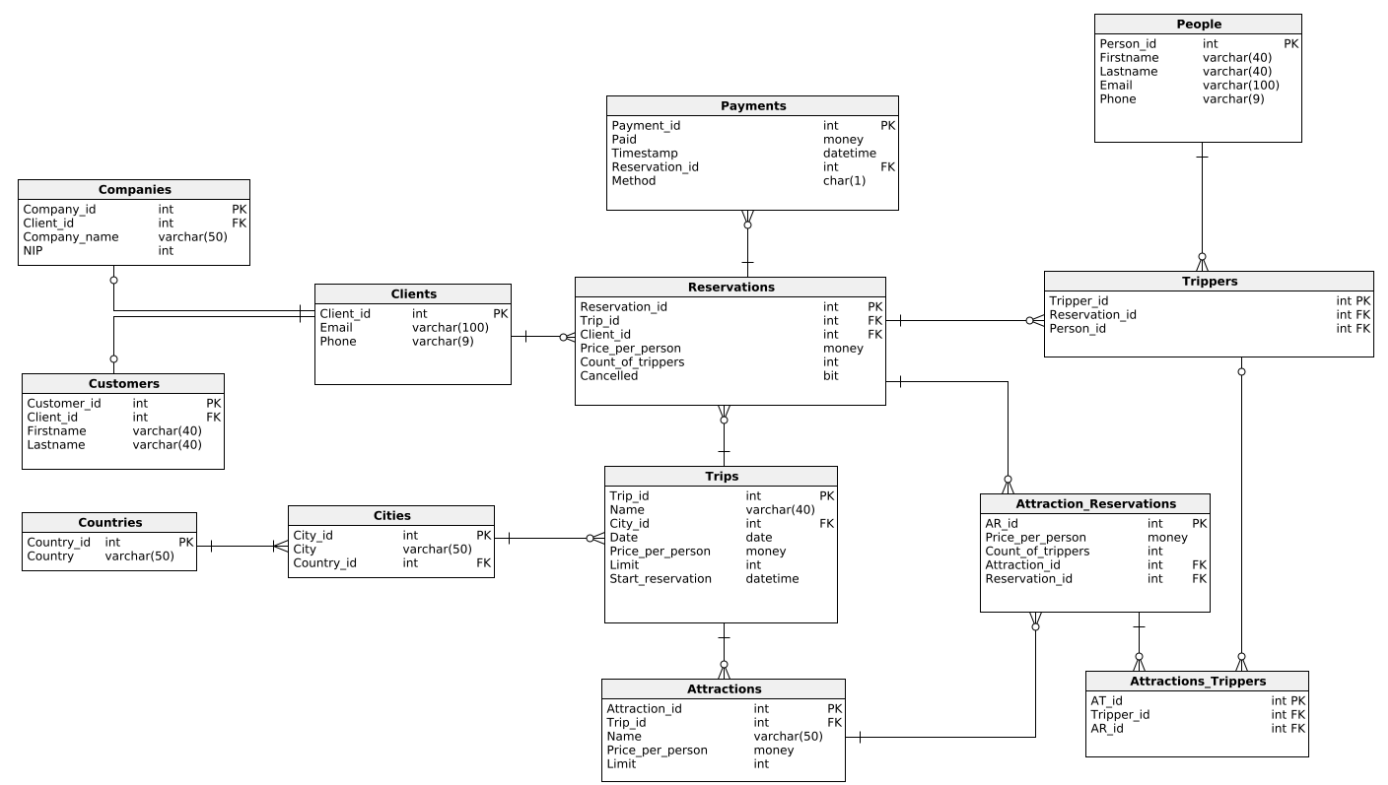 People
Person_id int PK
Firstname varchar(40)
Lastname varchar(40)
Email varchar(100)
Phone varchar(9)
Payments
Payment_id int PK
Paid money
Timestamp datetime
Reservation_id int FK
Method char(1)
Companies
Company_id int PK
Client_id int FK
Company_name varchar(50)
NIP int
Clients
Client_id int PK
Email varchar(100)
Phone varchar(9)
Reservations
Reservation_id int PK
Trip_id int FK
Client_id int FK
Price_per_person money
Count_of_trippers int
Cancelled bit
Trippers
Tripper_id int PK
Reservation_id int FK
Person_id int FK
Customers
Customer_id int PK
Client_id int FK
Firstname varchar(40)
Lastname varchar(40)
Countries
Country_id int PK
Country varchar(50)
Cities
City_id int PK
City varchar(50)
Country_id int FK
Trips
Trip_id int PK
Name varchar(40)
City_id int FK
Date date
Price_per_person money
Limit int
Start_reservation datetime
Attraction_Reservations
AR_id int PK
Price_per_person money
Count_of_trippers int
Attraction_id int FK
Reservation_id int FK
Attractions
Attraction_id int PK
Trip_id int FK
Name varchar(50)
Price_per_person money
Limit int
Attractions_Trippers
AT_id int PK
Tripper_id int FK
AR_id int FK